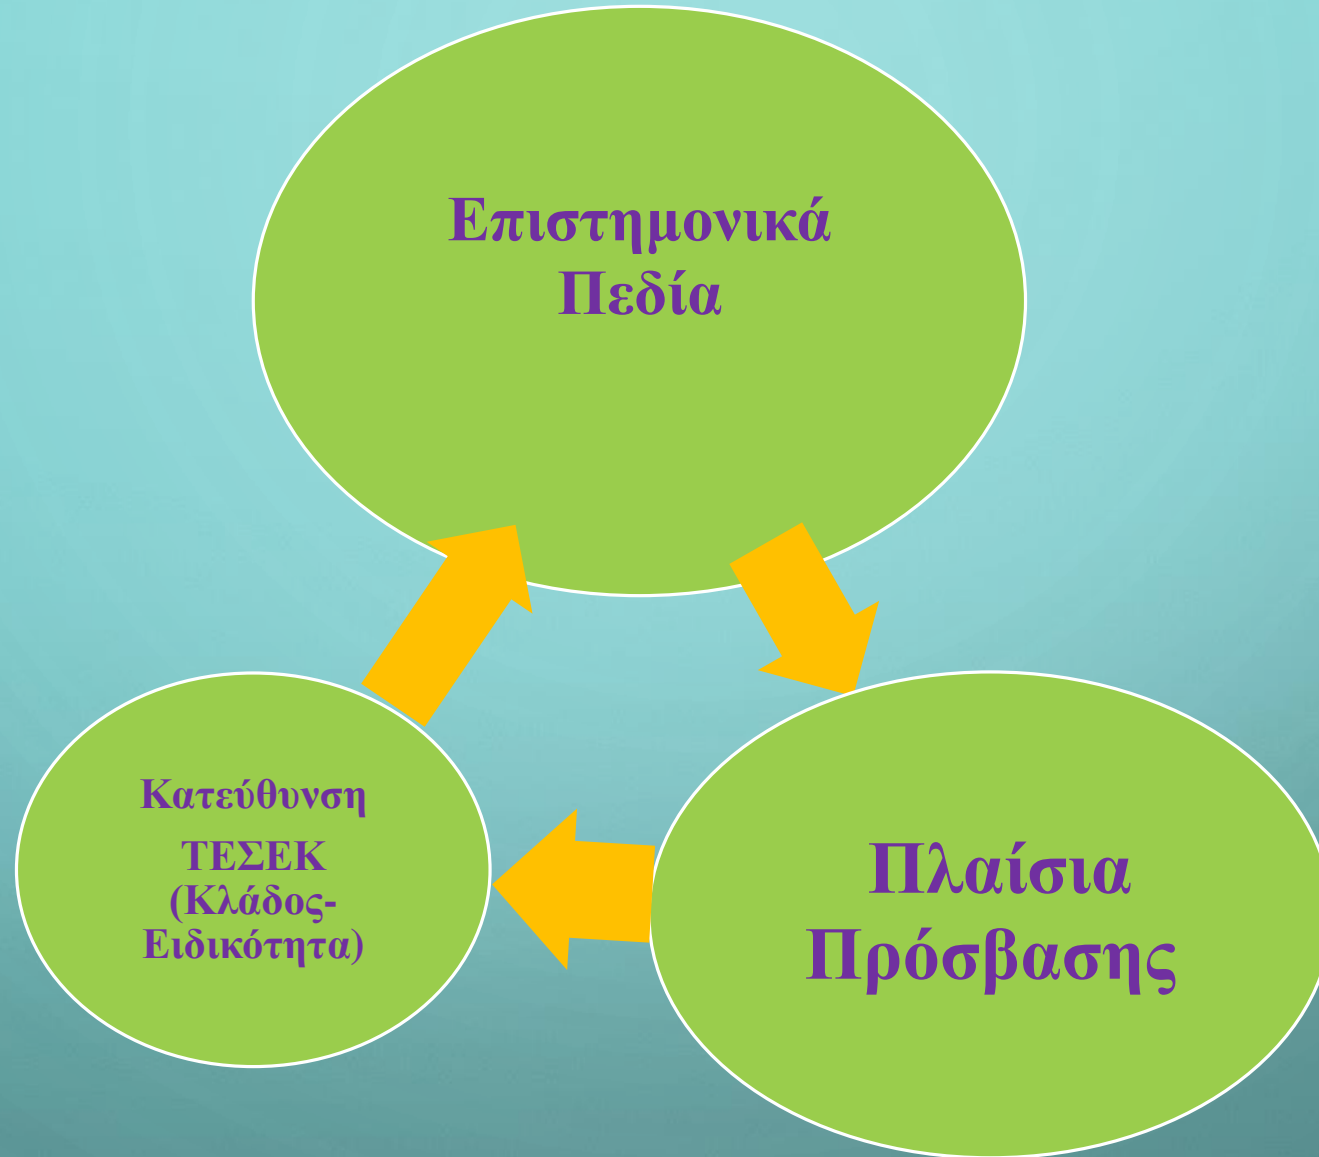 Επιστημονικά
Πεδία
Κατεύθυνση
ΤΕΣΕΚ
(Κλάδος-
Ειδικότητα)
Πλαίσια
Πρόσβασης